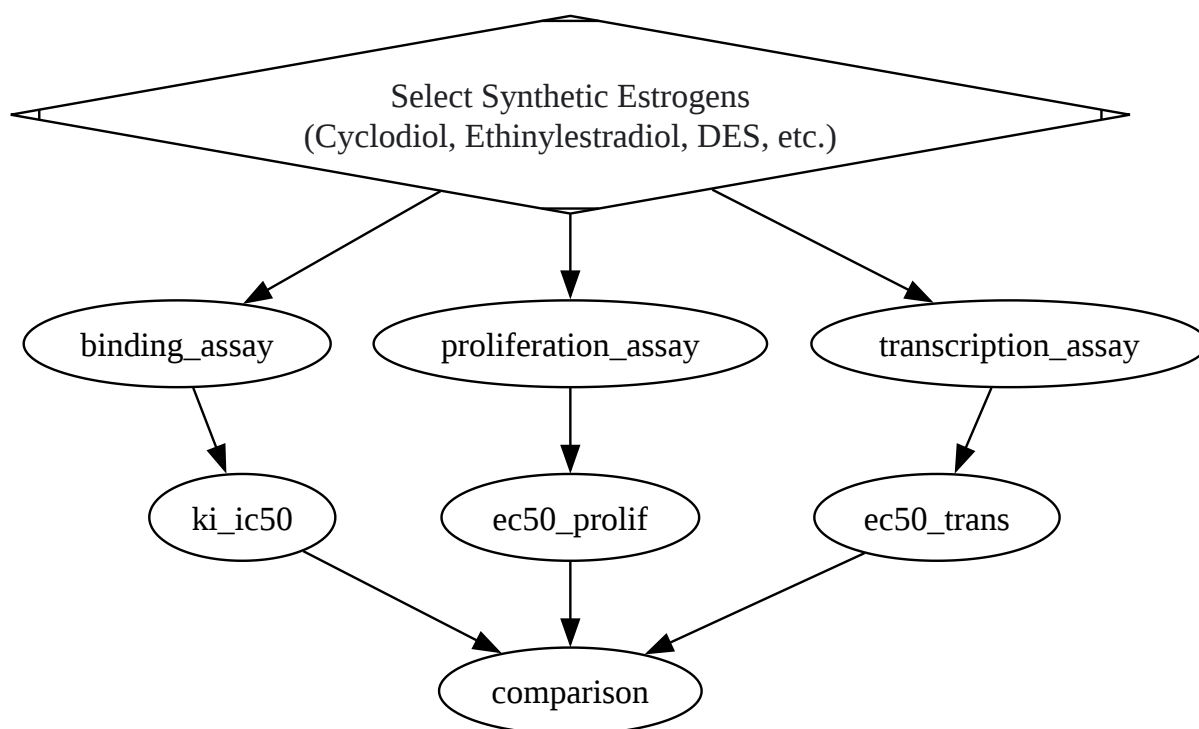 Select Synthetic Estrogens
(Cyclodiol, Ethinylestradiol, DES, etc.)
binding_assay
proliferation_assay
transcription_assay
ki_ic50
ec50_prolif
ec50_trans
comparison